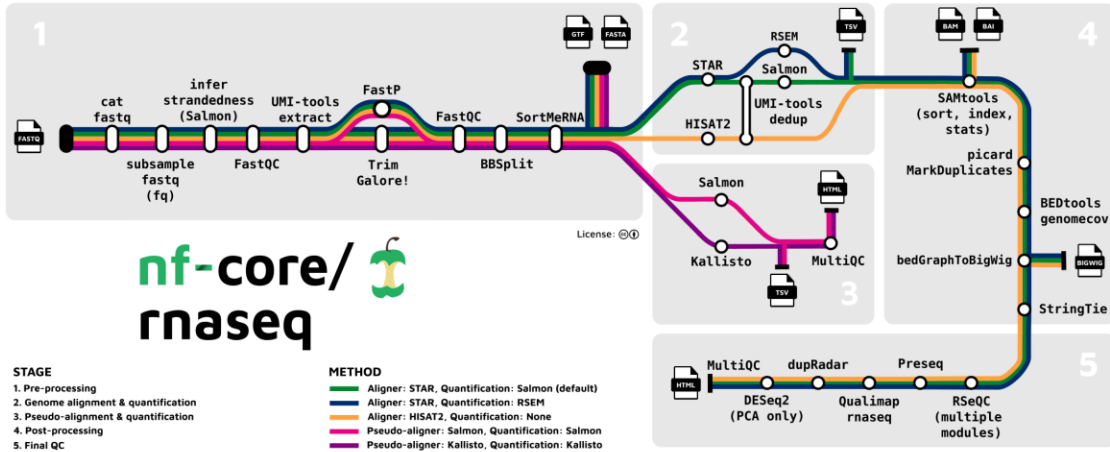 1
GTF
FASTA
FASTQ
cat
fastq
infer
strandedness
(Salmon)
UMI-tools
extract
FastP
FastQC
SortMeRNA
subsample
fastq
(fq)
FastQC
Trim
Galore!
BBSplit
2
RSEM
TSV
STAR
Salmon
HISAT2
UMI-tools
dedup
Salmon
HTML
Kallisto
MultiQC
TSV
3
BAM
BAI
4
SAMtools
(sort, index,
stats)
picard
MarkDuplicates
BEDtools
genomecov
bedGraphToBigWig
BIGWIG
StringTie
5
HTML
MultiQC
dupRadar
Preseq
DESeq2
(PCA only)
Qualimap
rnaseq
RSeQC
(multiple
modules)
License:
nf-core/
rnaseq
STAGE
1. Pre-processing
2. Genome alignment & quantification
3. Pseudo-alignment & quantification
4. Post-processing
5. Final QC
METHOD
Aligner: STAR, Quantification: Salmon (default)
Aligner: STAR, Quantification: RSEM
Aligner: HISAT2, Quantification: None
Pseudo-aligner: Salmon, Quantification: Salmon
Pseudo-aligner: Kallisto, Quantification: Kallisto